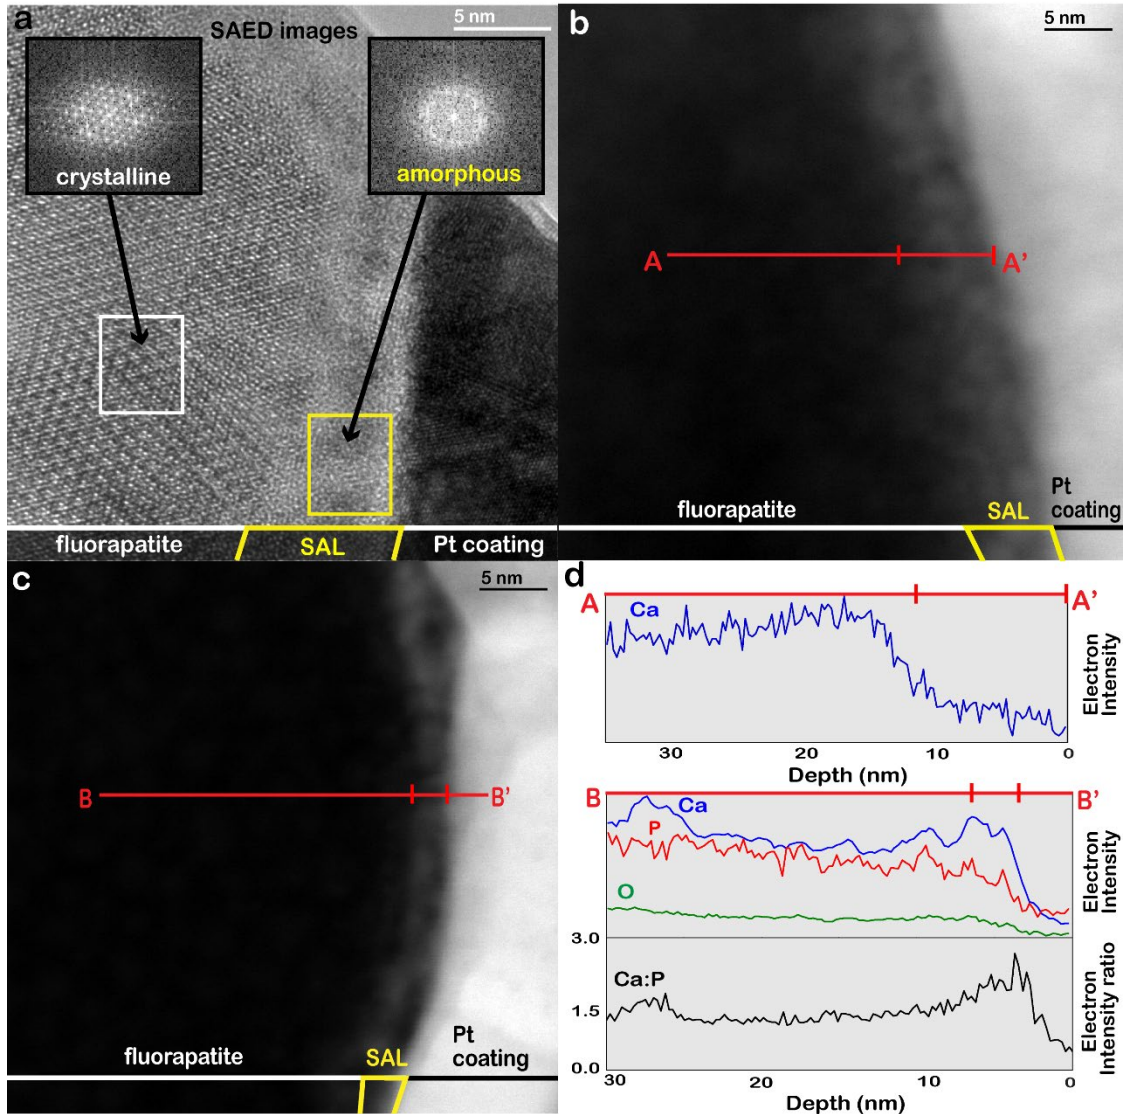 a
SAED images
5 nm
crystalline
amorphous
fluorapatite
SAL
Pt coating
b
5 nm
A
A'
fluorapatite
SAL
Pt
coating
c
5 nm
B
B'
fluorapatite
SAL
Pt
coating
d
A
A'
Ca
Electron
Intensity
30
20
10
0
Depth (nm)
B
B'
Ca
P
O
Electron
Intensity
3.0
Ca:P
1.5
0.0
Electron
Intensity ratio
30
20
10
0
Depth (nm)